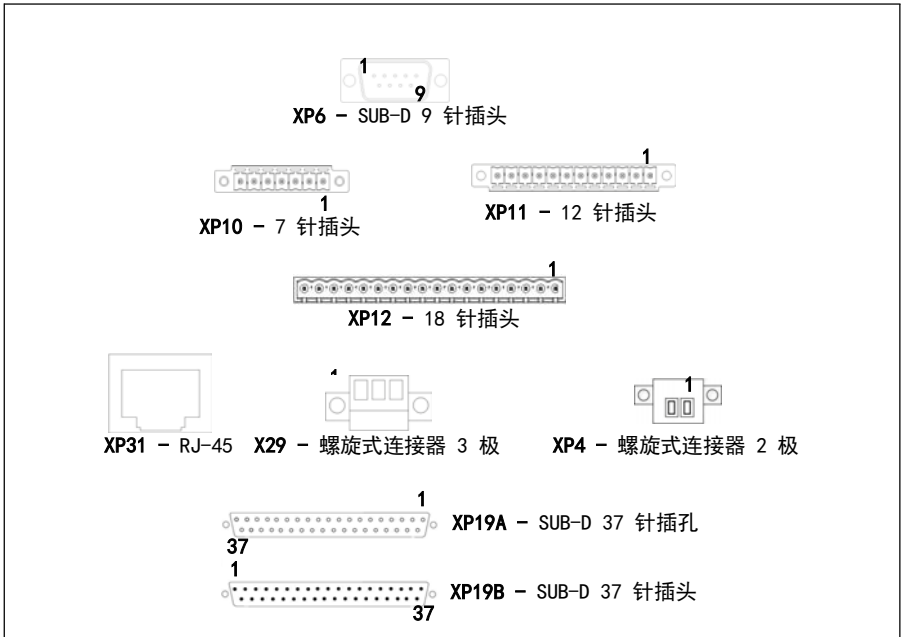 1
9
XP6 - SUB-D 9 针插头
1
1
XP10 - 7 针插头
XP11 - 12 针插头
1
XP12 - 18 针插头
1
XP31 - RJ-45
X29 - 螺旋式连接器 3 极
XP4 - 螺旋式连接器 2 极
1
XP19A - SUB-D 37 针插孔
37
1
XP19B - SUB-D 37 针插头
37